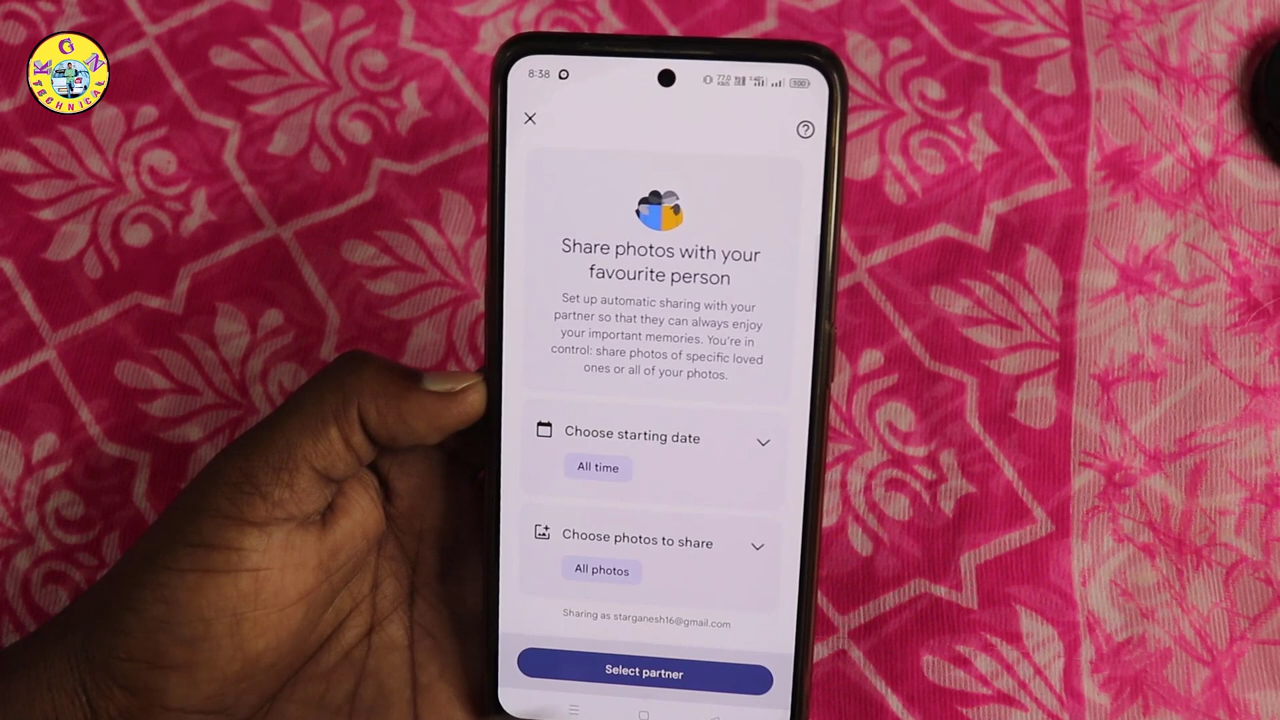 KGN
TECHNICAL
8:38
100
Share photos with your
favourite person
Set up automatic sharing with your
partner so that they can always enjoy
your important memories. You're in
control: share photos of specific loved
ones or all of your photos.
Choose starting date
All time
Choose photos to share
All photos
Sharing as starganesh16@gmail.com
Select partner